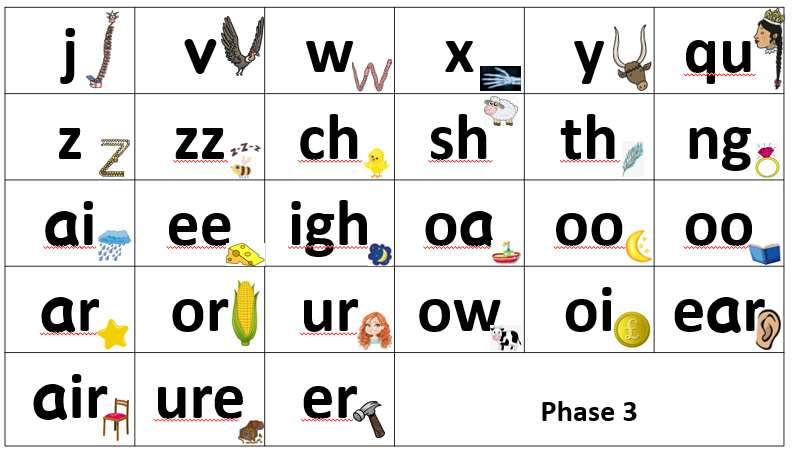 j v w x y qu
z zz z-z-z ch sh th ng
ai ee igh oa oo oo
ar or ur ow oi £ ear
air ure er Phase 3